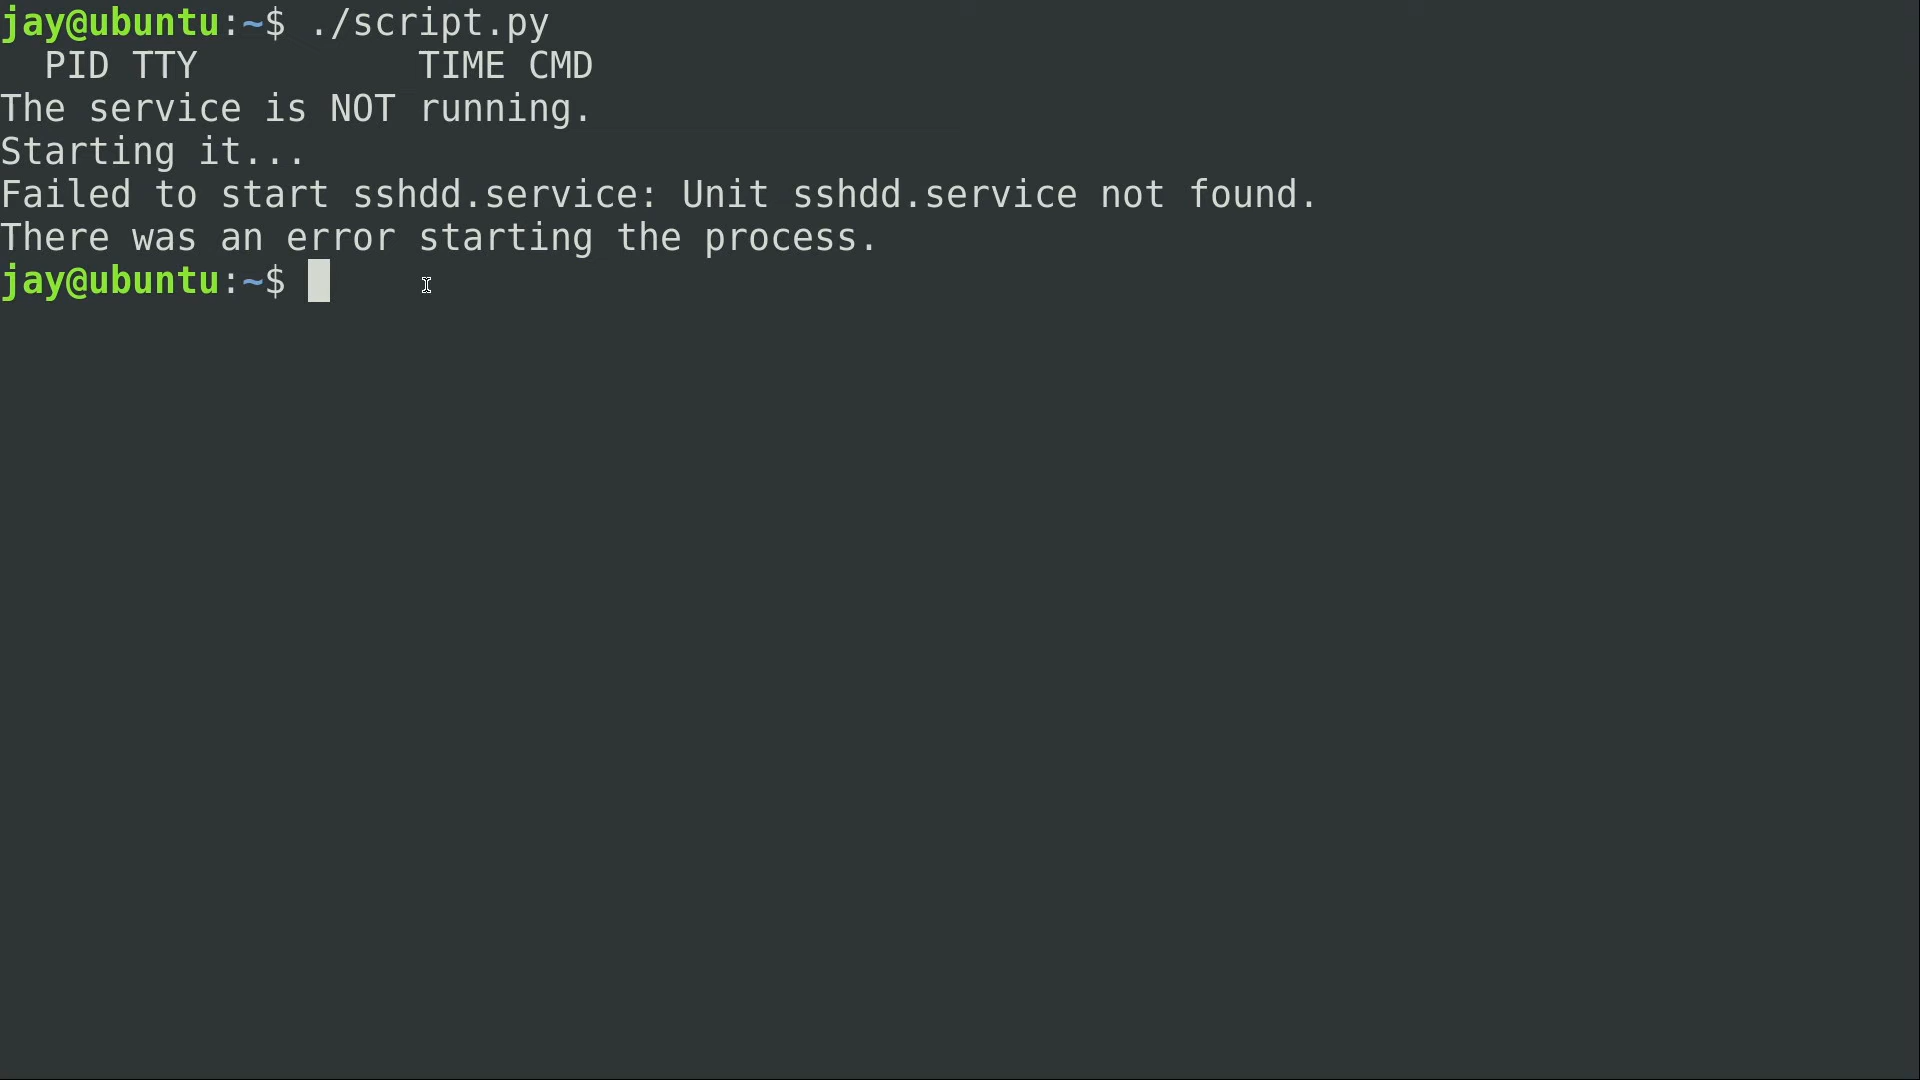 jay@ubuntu:~$ ./script.py
  PID TTY          TIME CMD
The service is NOT running.
Starting it...
Failed to start sshdd.service: Unit sshdd.service not found.
There was an error starting the process.
jay@ubuntu:~$